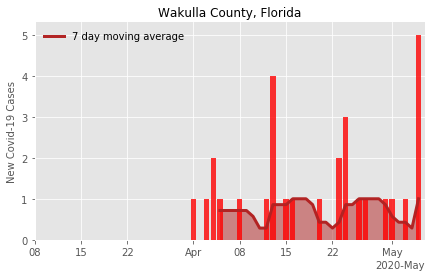 Wakulla County, Florida
7 day moving average
New Covid-19 Cases
5
4
3
2
1
0
08 15 22 Apr 08 15 22 May
2020-May